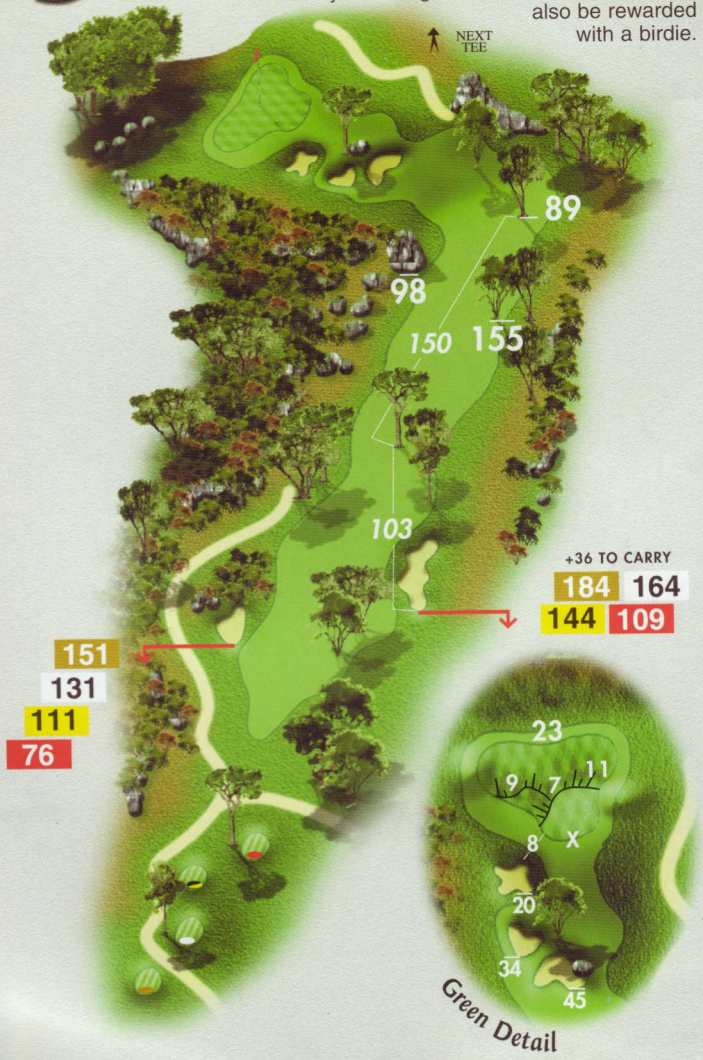 also be rewarded
with a birdie.
NEXT
TEE
89
98
150
155
103
+36 TO CARRY
184 164
144 109
151
131
111
76
23
9 7 11
8 X
20
34
45
Green Detail